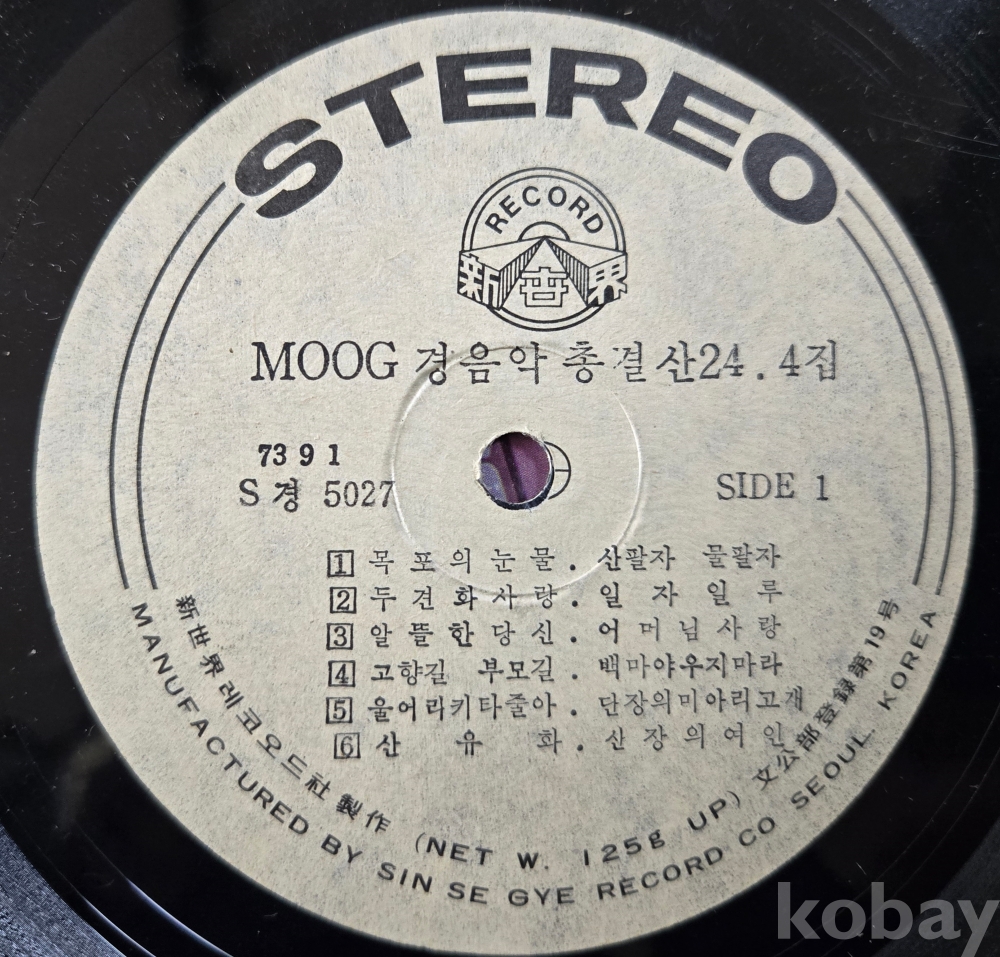 STEREO
RECORD
新世界
MOOG 경음악 총결산24.4집
7391
S경 5027
SIDE 1
1 목포의눈물. 산팔자 물팔자
2 두견화사랑. 일자일루
3 알뜰한당신. 어머님사랑
4 고향길 부모길. 백마야우지마라
5 울어라키타줄아. 단장의미아리고개
6 산유화. 산장의여인
新世界레코오드社製作 (NET W. 125g UP) 文公部登録第19号
MANUFACTURED BY SIN SE GYE RECORD CO SEOUL. KOREA
kobay